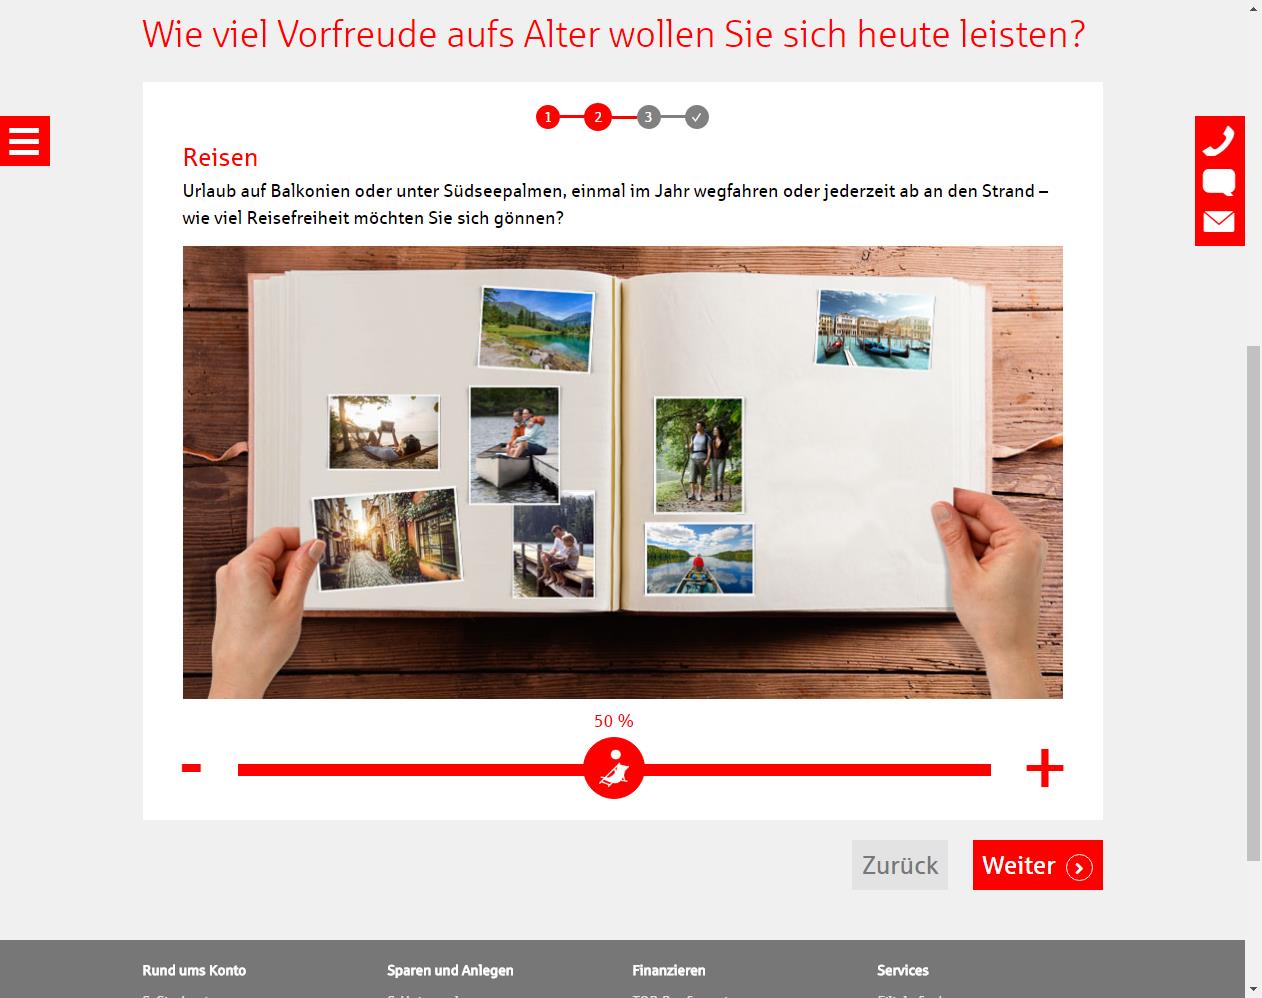 Wie viel Vorfreude aufs Alter wollen Sie sich heute leisten?
1 2 3
Reisen
Urlaub auf Balkonien oder unter Südseepalmen, einmal im Jahr wegfahren oder jederzeit ab an den Strand –
wie viel Reisefreiheit möchten Sie sich gönnen?
50 %
- +
Zurück Weiter
Rund ums Konto Sparen und Anlegen Finanzieren Services